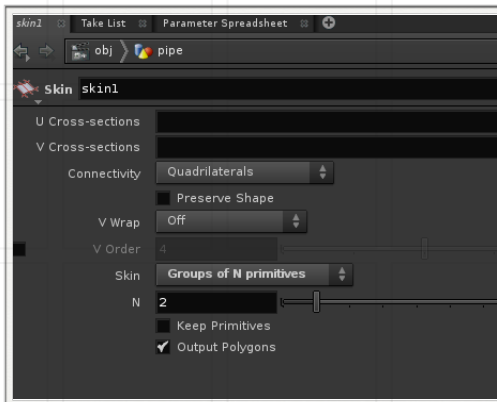 skin1 Take List Parameter Spreadsheet
obj pipe
Skin skin1
U Cross-sections
V Cross-sections
Connectivity Quadrilaterals
Preserve Shape
V Wrap Off
V Order 4
Skin Groups of N primitives
N 2
Keep Primitives
Output Polygons